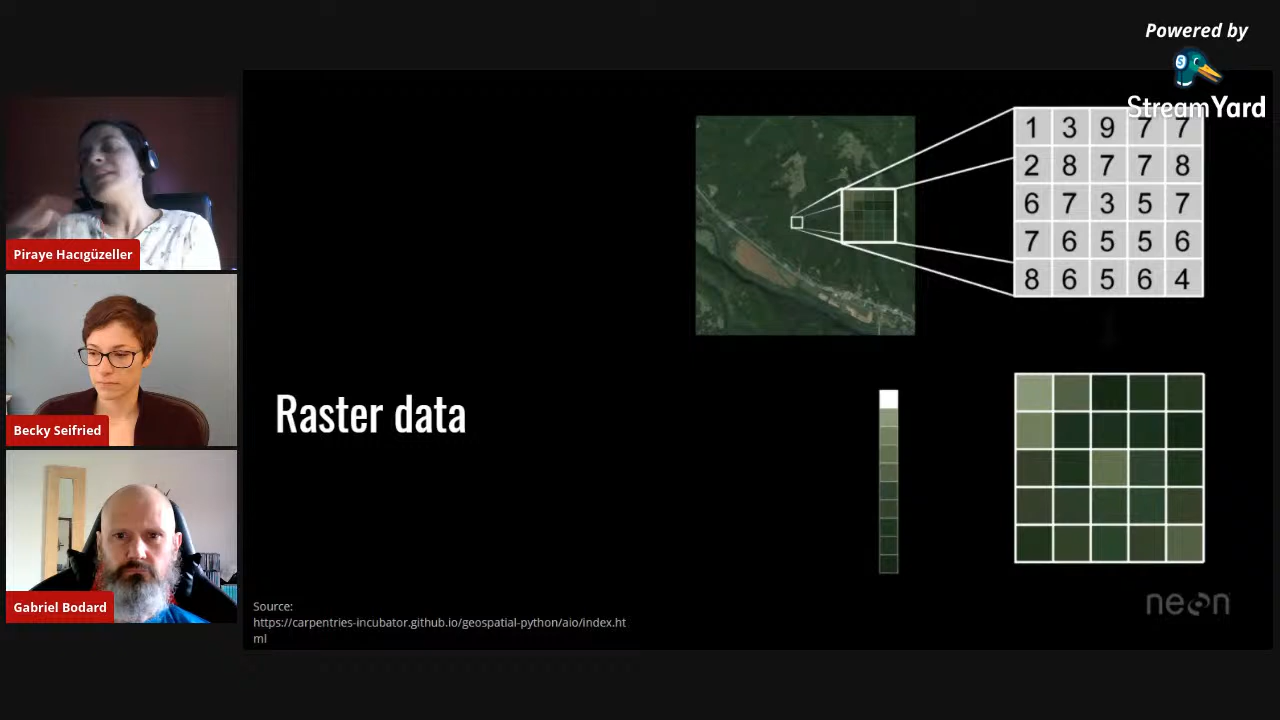 Powered by
StreamYard
Piraye Hacıgüzeller
Becky Seifried
Gabriel Bodard
Raster data
1 3 9 7 7
2 8 7 7 8
6 7 3 5 7
7 6 5 5 6
8 6 5 6 4
neon
Source:
https://carpentries-incubator.github.io/geospatial-python/aio/index.ht
ml